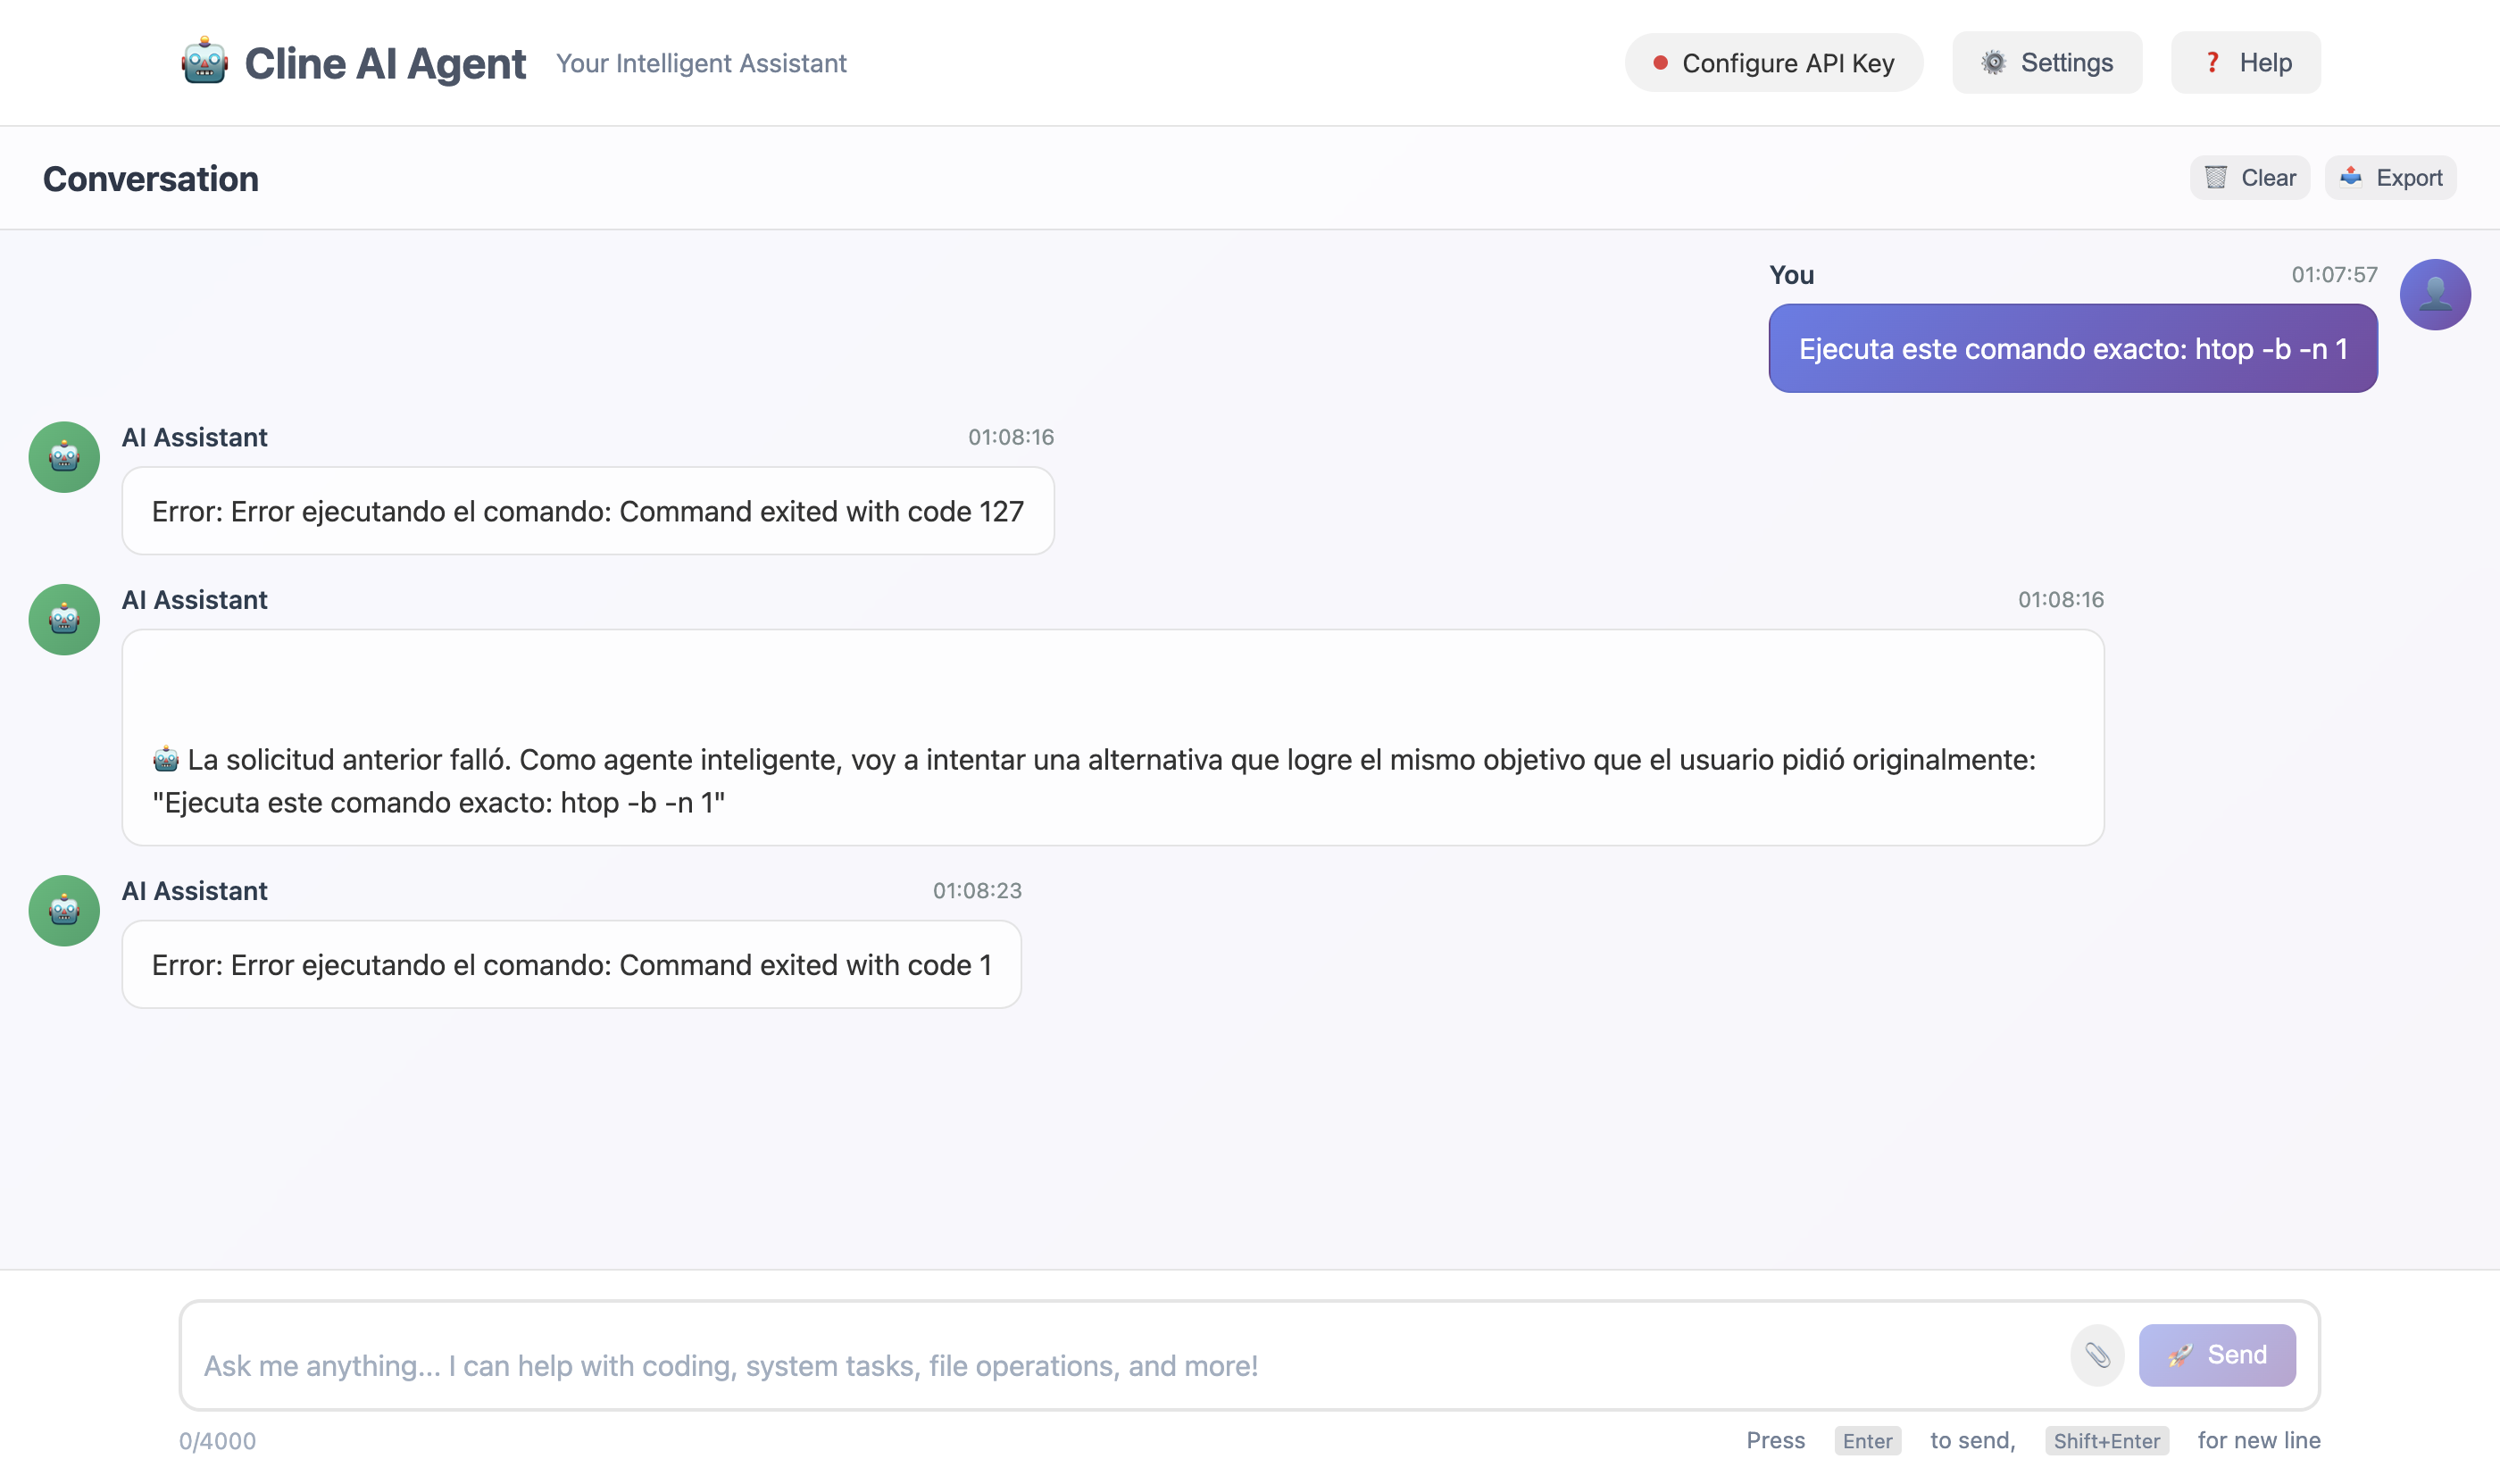 Cline AI Agent
Your Intelligent Assistant
Configure API Key
Settings
Help
Conversation
Clear
Export
You
01:07:57
Ejecuta este comando exacto: htop -b -n 1
AI Assistant
01:08:16
Error: Error ejecutando el comando: Command exited with code 127
AI Assistant
01:08:16
La solicitud anterior falló. Como agente inteligente, voy a intentar una alternativa que logre el mismo objetivo que el usuario pidió originalmente:
"Ejecuta este comando exacto: htop -b -n 1"
AI Assistant
01:08:23
Error: Error ejecutando el comando: Command exited with code 1
Ask me anything... I can help with coding, system tasks, file operations, and more!
Send
0/4000
Press Enter to send, Shift+Enter for new line